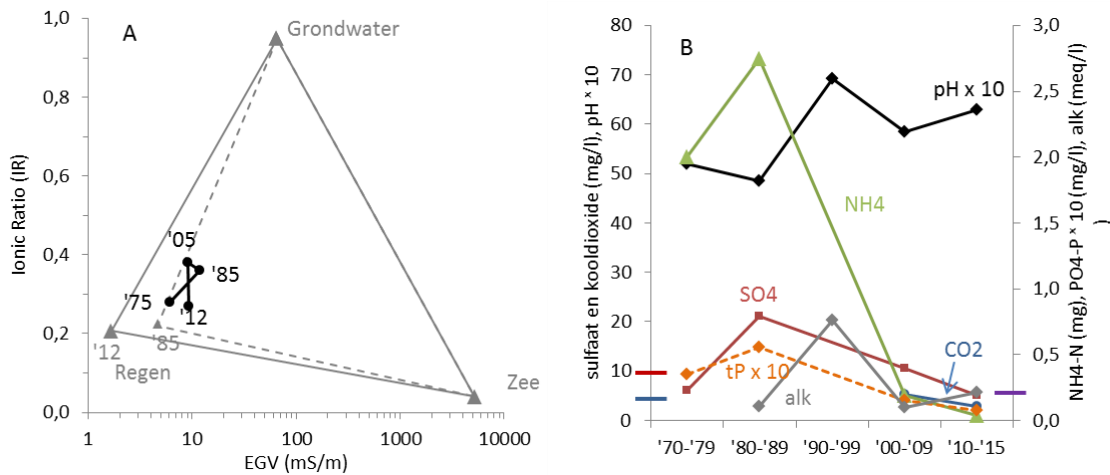 A
Grondwater
1,0
0,8
0,6
0,4
0,2
0,0
Ionic Ratio (IR)
'05
'85
'75
'12
'12
'85
Regen
Zee
1
10
100
1000
10000
EGV (mS/m)
B
80
70
60
50
40
30
20
10
0
sulfaat en kooldioxide (mg/l), pH * 10
pH x 10
NH4
SO4
CO2
tP x 10
alk
3,0
2,5
2,0
1,5
1,0
0,5
0,0
NH4-N (mg), PO4-P * 10 (mg/l), alk (meq/l
)
'70-'79
'80-'89
'90-'99
'00-'09
'10-15